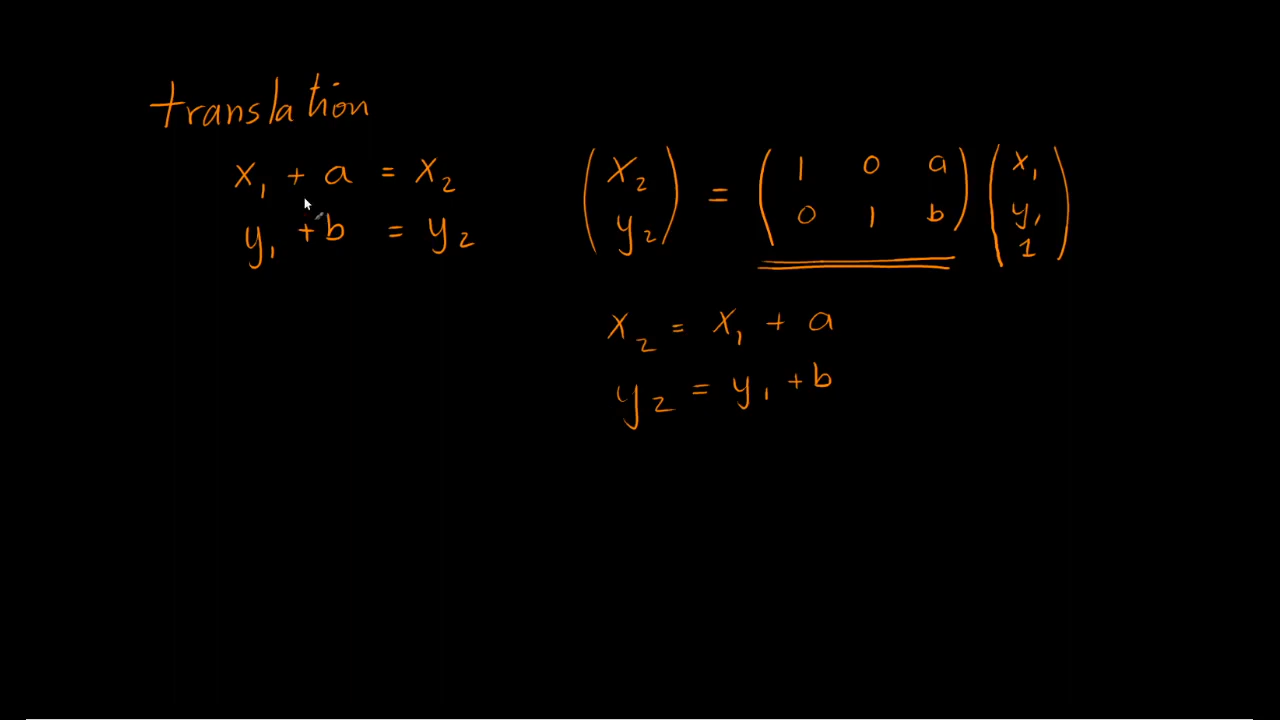 translation
x₁ + a = x₂
y₁ + b = y₂
(x₂ y₂) = (1 0 a 0 1 b) (x₁ y₁ 1)
x₂ = x₁ + a
y₂ = y₁ + b